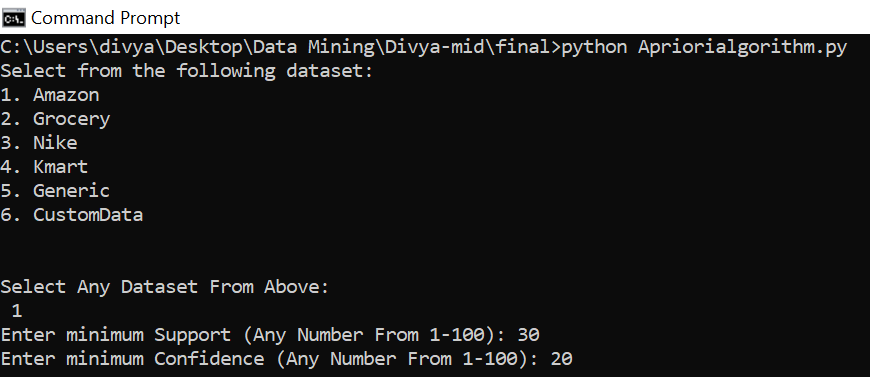 Command Prompt
C:\Users\divya\Desktop\Data Mining\Divya-mid\final>python Apriorialgorithm.py
Select from the following dataset:
1. Amazon
2. Grocery
3. Nike
4. Kmart
5. Generic
6. CustomData
Select Any Dataset From Above:
1
Enter minimum Support (Any Number From 1-100): 30
Enter minimum Confidence (Any Number From 1-100): 20